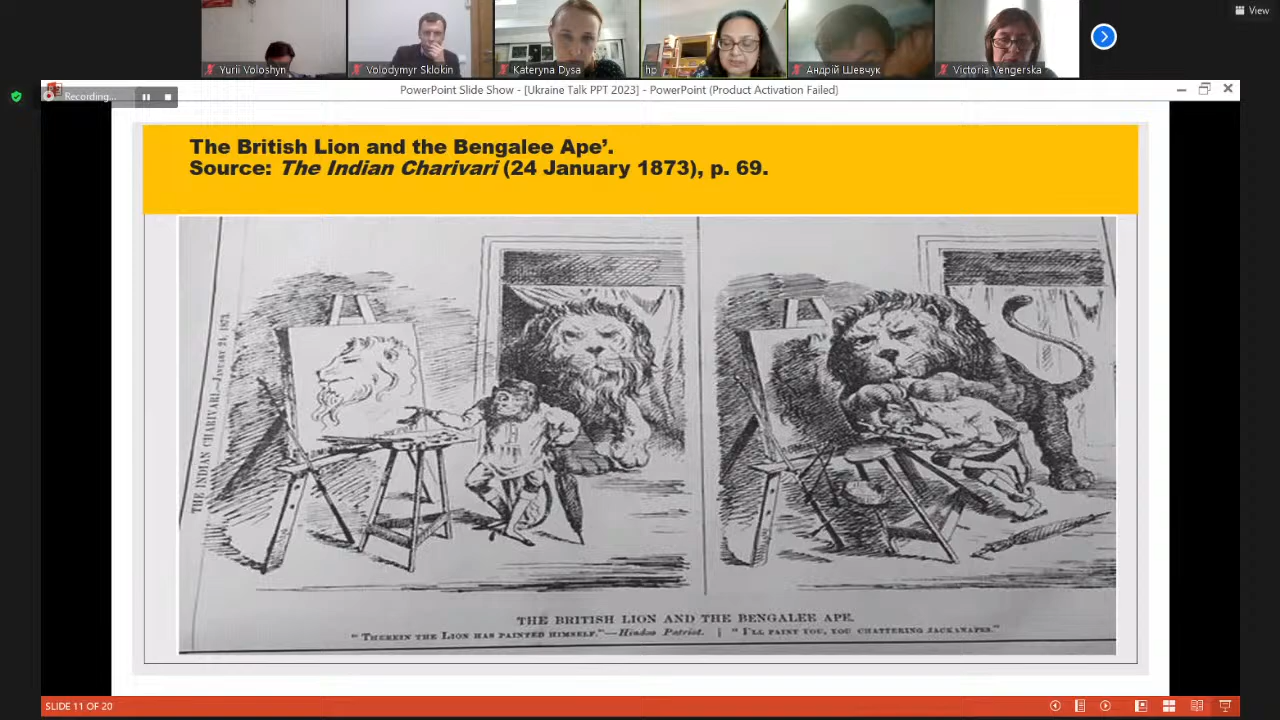 View
Yurii Voloshyn
Volodymyr Sklokin
Kateryna Dysa
hp
Андрій Шевчук
Victoria Vengerska
Recording...
PowerPoint Slide Show - [Ukraine Talk PPT 2023] - PowerPoint (Product Activation Failed)
The British Lion and the Bengalee Ape’.
Source: The Indian Charivari (24 January 1873), p. 69.
THE INDIAN CHARIVARI—JANUARY 24, 1873.
THE BRITISH LION AND THE BENGALEE APE.
"THEREIN THE LION HAS PAINTED HIMSELF."—Hindoo Patriot. | "I'LL PAINT YOU, YOU CHATTERING JACKANAPES."
SLIDE 11 OF 20